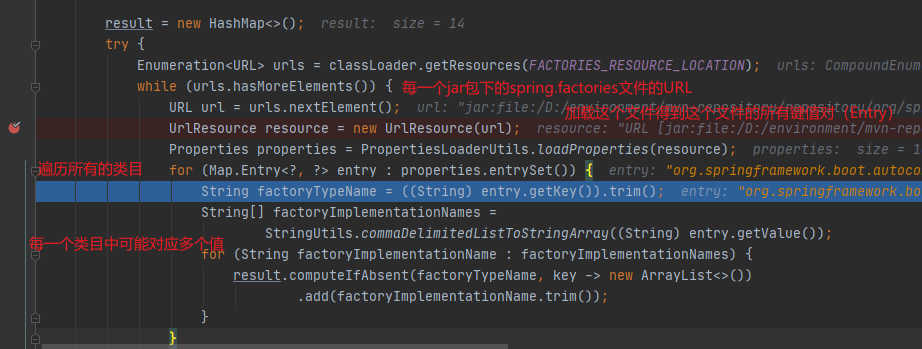 result = new HashMap<>();  result:  size = 14
try {
Enumeration<URL> urls = classLoader.getResources(FACTORIES_RESOURCE_LOCATION);  urls: CompoundEnum
while (urls.hasMoreElements()) { 每一个jar包下的spring.factories文件的URL
URL url = urls.nextElement();  url: "jar:file:/D:/environment/mvn-repository/repository/org/sp
加载这个文件得到这个文件的所有键值对（Entry）
UrlResource resource = new UrlResource(url);  resource: "URL [jar:file:/D:/environment/mvn-rep
Properties properties = PropertiesLoaderUtils.loadProperties(resource);  properties:  size = 1
遍历所有的类目 for (Map.Entry<?, ?> entry : properties.entrySet()) {  entry: "org.springframework.boot.autoco
String factoryTypeName = ((String) entry.getKey()).trim();  entry: "org.springframework.bo
String[] factoryImplementationNames =
StringUtils.commaDelimitedListToStringArray((String) entry.getValue());
每一个类目中可能对应多个值
for (String factoryImplementationName : factoryImplementationNames) {
result.computeIfAbsent(factoryTypeName, key -> new ArrayList<>())
.add(factoryImplementationName.trim());
}
}